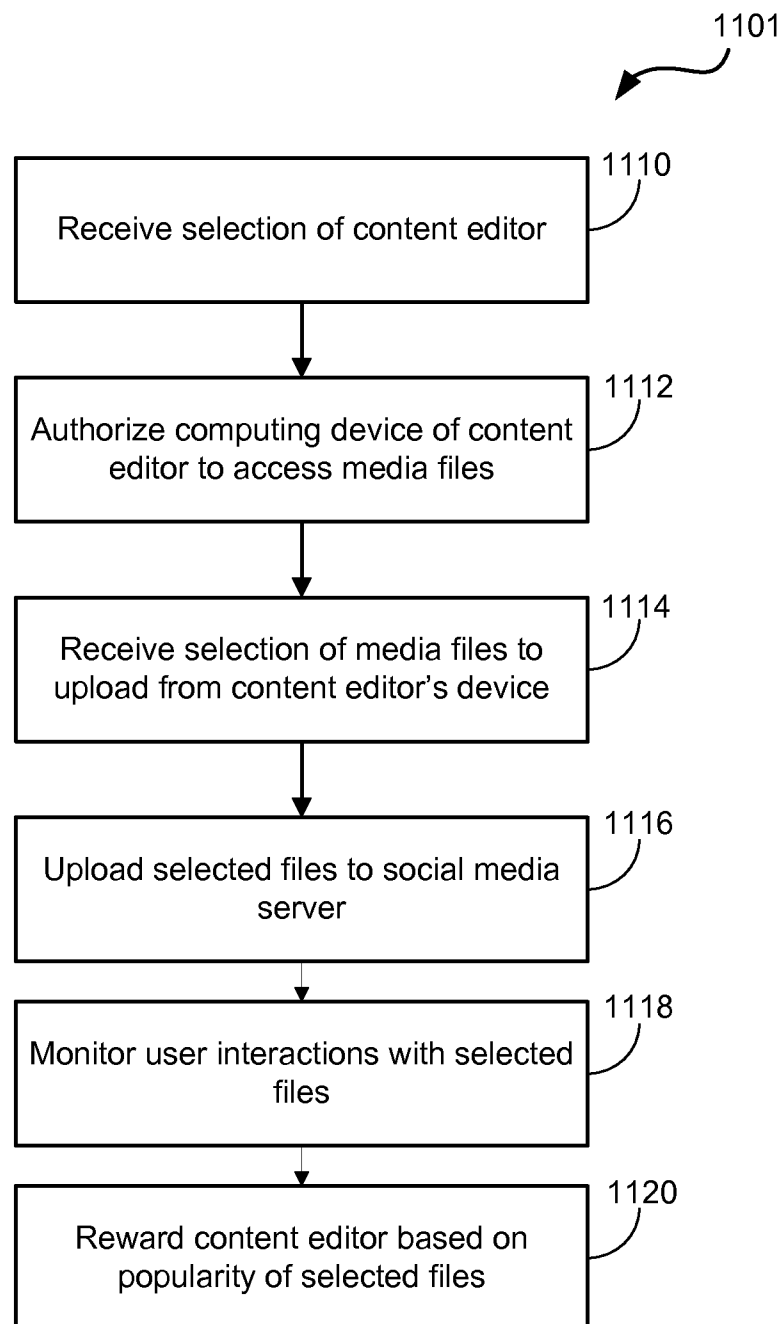 1101
1110
Receive selection of content editor
1112
Authorize computing device of content
editor to access media files
1114
Receive selection of media files to
upload from content editor’s device
1116
Upload selected files to social media
server
1118
Monitor user interactions with selected
files
1120
Reward content editor based on
popularity of selected files